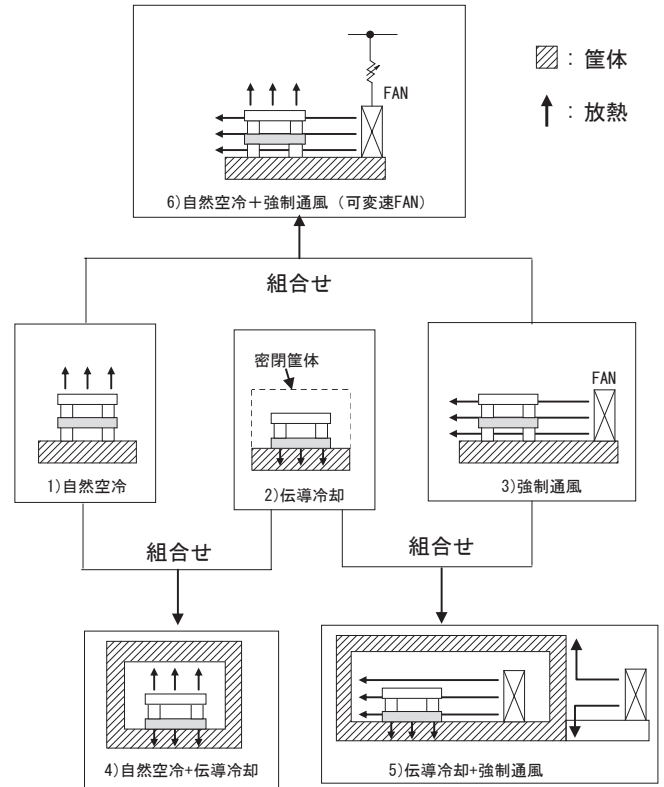 FAN
6)自然空冷＋強制通風（可変速FAN）
：筐体
：放熱
組合せ
1)自然空冷
密閉筐体
2)伝導冷却
FAN
3)強制通風
組合せ
組合せ
4)自然空冷+伝導冷却
5)伝導冷却+強制通風